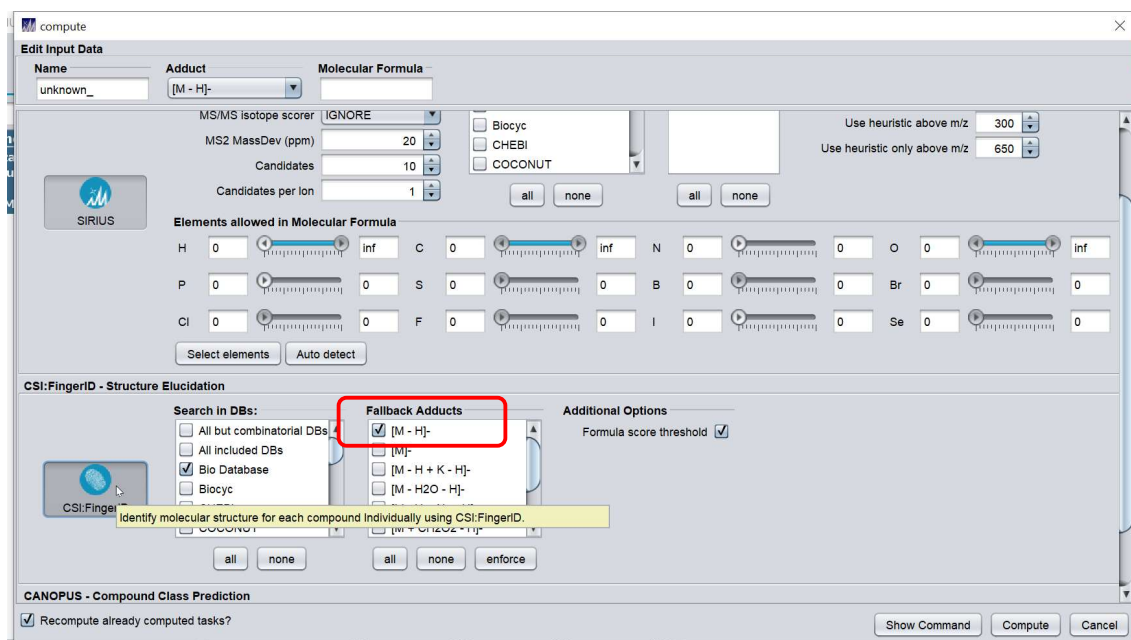 compute
Edit Input Data
Name Adduct Molecular Formula
unknown_ [M - H]-
MS/MS isotope scorer IGNORE
Biocyc
Use heuristic above m/z 300
MS2 MassDev (ppm) 20
CHEBI
Use heuristic only above m/z 650
Candidates 10
COCONUT
Candidates per Ion 1
all none all none
SIRIUS
Elements allowed in Molecular Formula
H 0 inf C 0 inf N 0 0 O 0 inf
P 0 0 S 0 0 B 0 0 Br 0 0
Cl 0 0 F 0 0 I 0 0 Se 0 0
Select elements Auto detect
CSI:FingerID - Structure Elucidation
Search in DBs: Fallback Adducts Additional Options
All but combinatorial DBs [M - H]- Formula score threshold
All included DBs [M]-
Bio Database [M - H + K - H]-
Biocyc [M - H2O - H]-
CSI:FingerID
Identify molecular structure for each compound Individually using CSI:FingerID.
COCONUT [M + CH2O2 - H]-
all none all none enforce
CANOPUS - Compound Class Prediction
Recompute already computed tasks? Show Command Compute Cancel